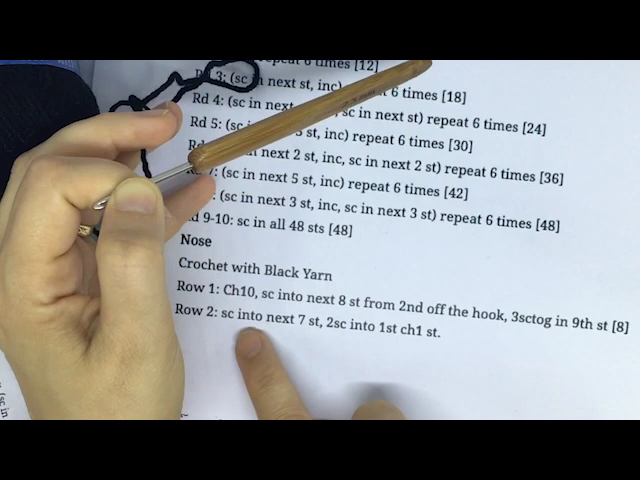 repeat 6 times [12]
Rd 3: (sc in next st, inc) 6 times [18]
Rd 4: (sc in next sc in next st) repeat 6 times [24]
Rd 5: (sc st, inc) repeat 6 times [30]
in next 2 st, inc, sc in next 2 st) repeat 6 times [36]
(sc in next 5 st, inc) repeat 6 times [42]
(sc in next 3 st, inc, sc in next 3 st) repeat 6 times [48]
9-10: sc in all 48 sts [48]
Nose
Crochet with Black Yarn
Row 1: Ch10, sc into next 8 st from 2nd off the hook, 3sctog in 9th st [8]
Row 2: sc into next 7 st, 2sc into 1st ch1 st.
(sc in